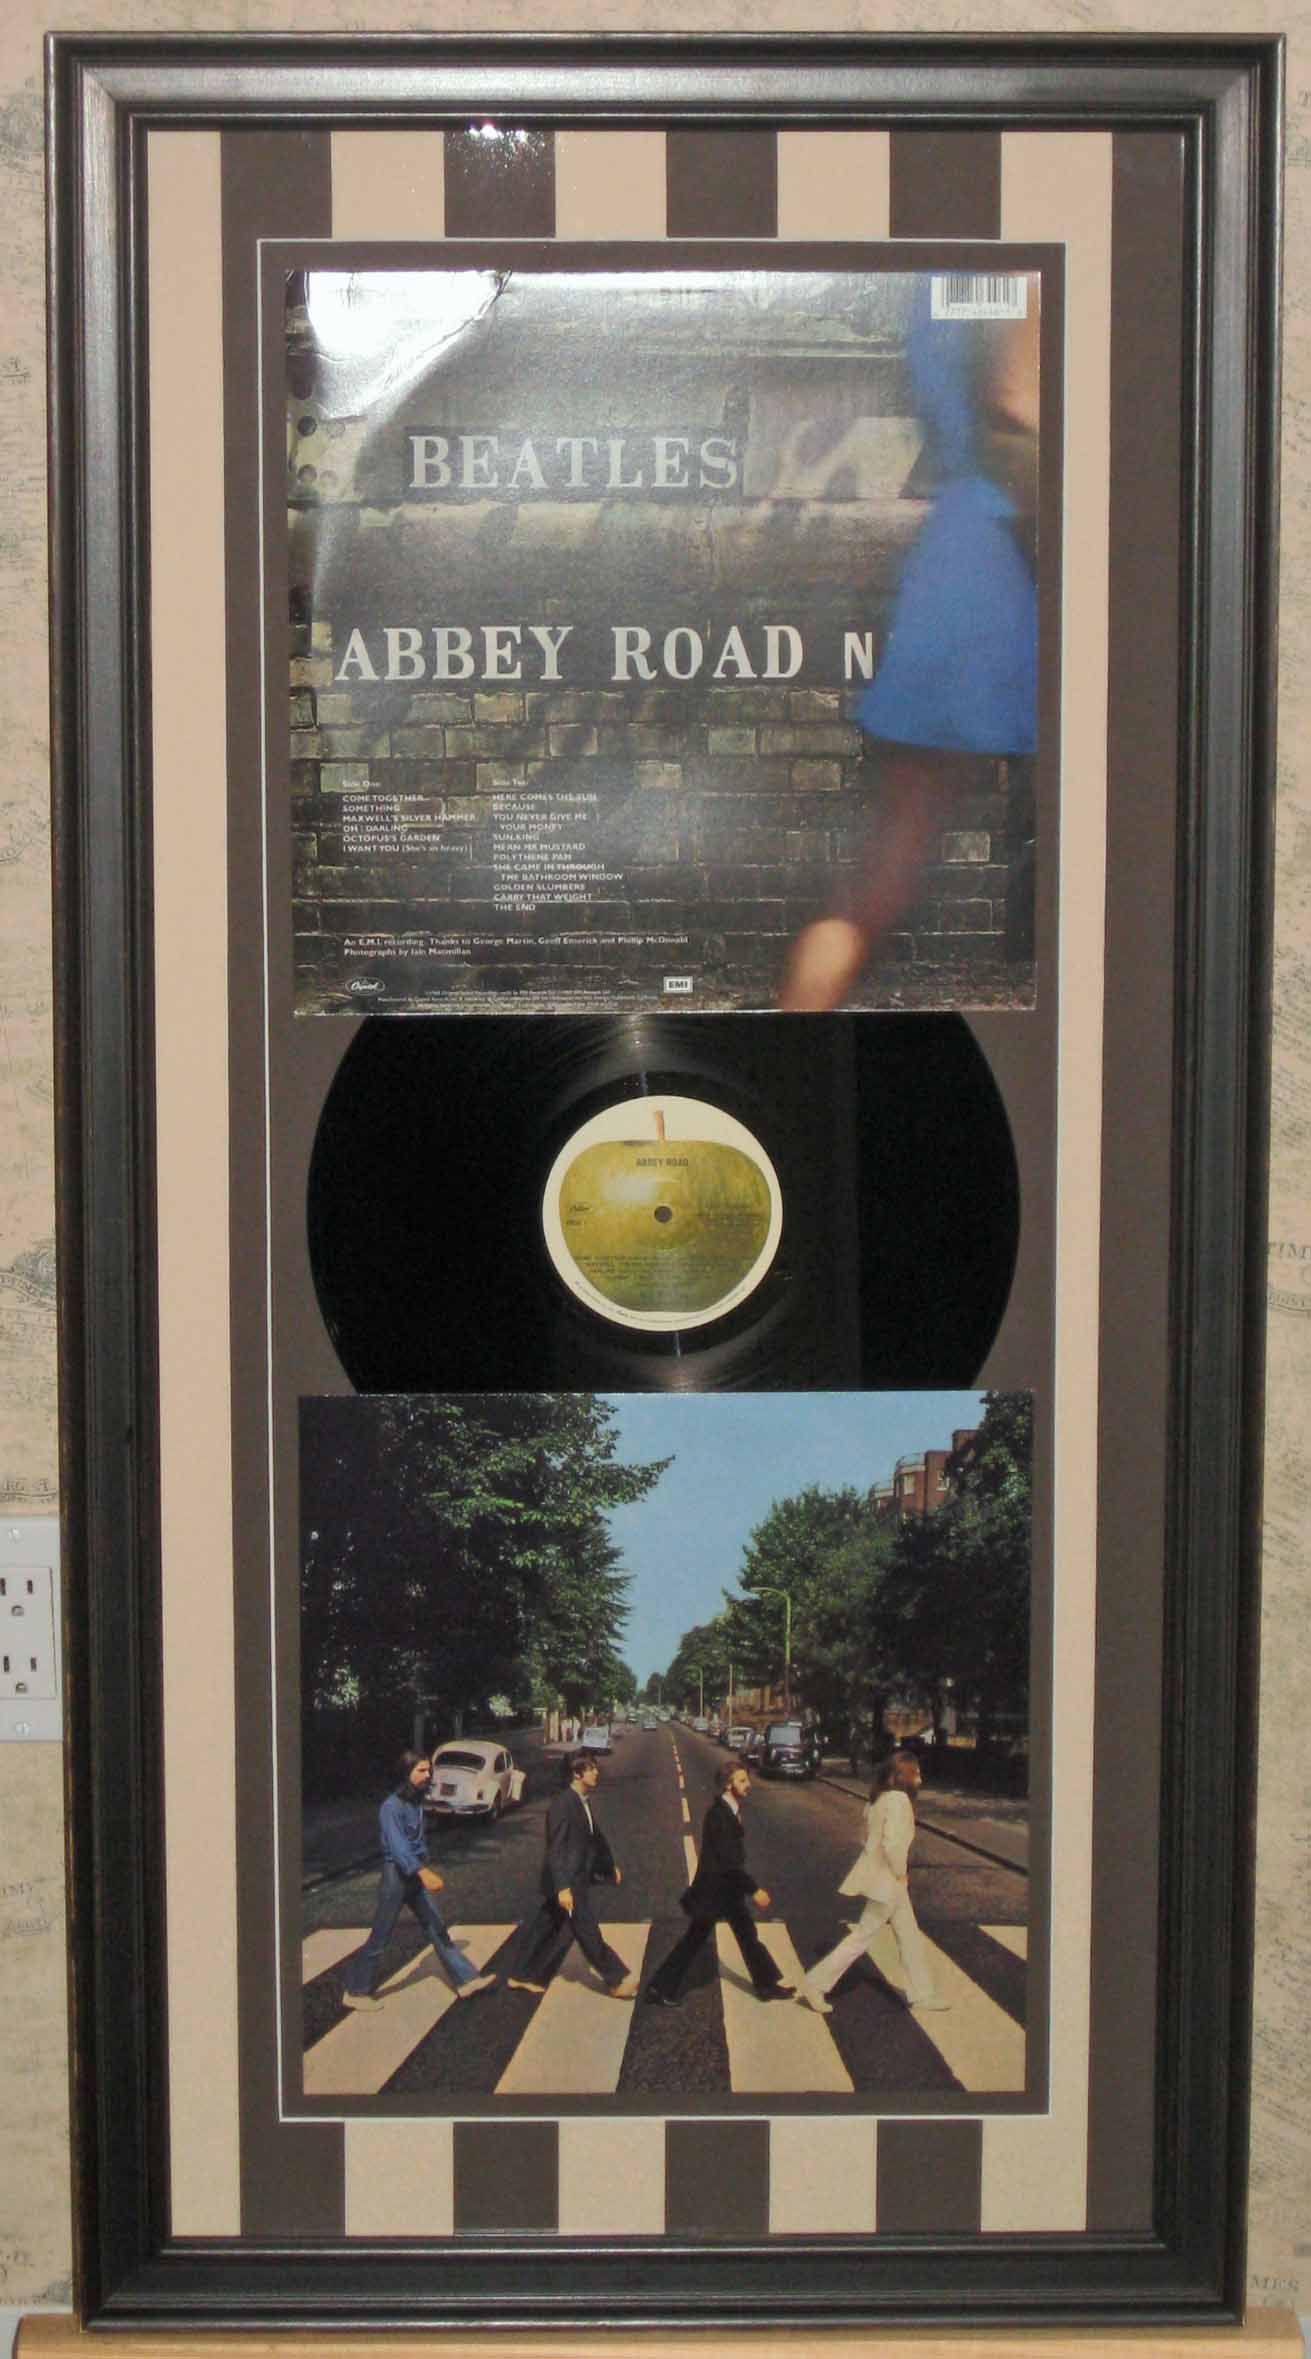 BEATLES
ABBEY ROAD N
Side One
COME TOGETHER
SOMETHING
MAXWELL'S SILVER HAMMER
OH! DARLING
OCTOPUS'S GARDEN
I WANT YOU (She's so heavy)
Side Two
HERE COMES THE SUN
BECAUSE
YOU NEVER GIVE ME
YOUR MONEY
SUN KING
MEAN MR MUSTARD
POLYTHENE PAM
SHE CAME IN THROUGH
THE BATHROOM WINDOW
GOLDEN SLUMBERS
CARRY THAT WEIGHT
THE END
An E.M.I. recording. Thanks to George Martin, Geoff Emerick and Phillip McDonald
Photographs by Iain Macmillan
Capitol
EMI
ABBEY ROAD